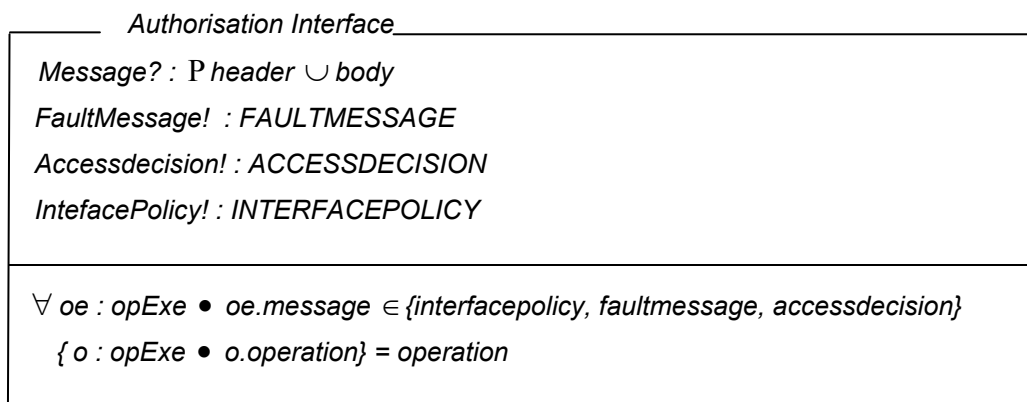 Authorisation Interface
Message? : P header ∪ body
FaultMessage! : FAULTMESSAGE
Accessdecision! : ACCESSDECISION
IntefacePolicy! : INTERFACEPOLICY
∀ oe : opExe • oe.message ∈ {interfacepolicy, faultmessage, accessdecision}
{ o : opExe • o.operation} = operation